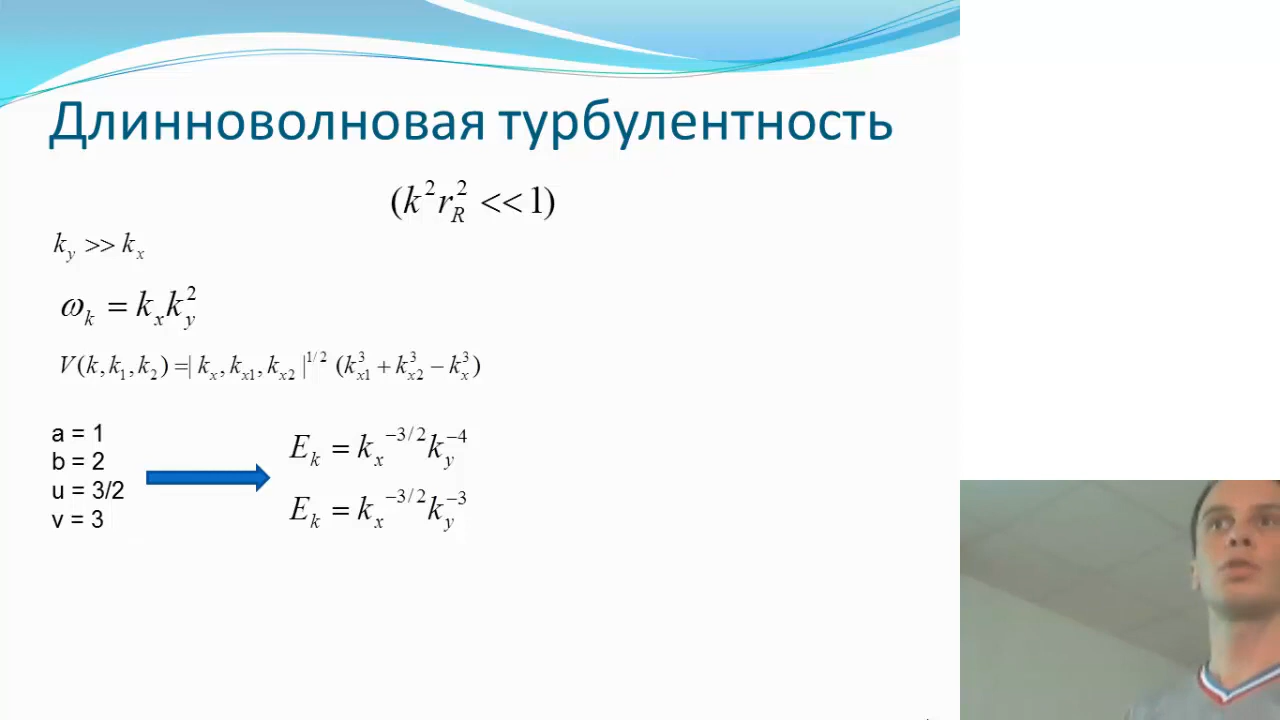 Длинноволновая турбулентность
(k²r_R² << 1)
k_y >> k_x
ω_k = k_x k_y²
V(k, k₁, k₂) =| k_x, k_x1, k_x2 |^1/2 (k_x1³ + k_x2³ − k_x³)
a = 1
b = 2
u = 3/2
v = 3
E_k = k_x^−3/2 k_y^−4
E_k = k_x^−3/2 k_y^−3